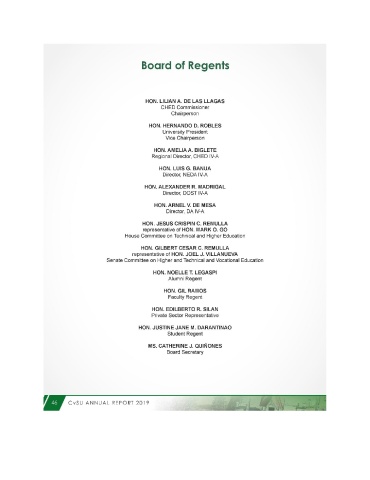 Board of Regents
HON. LILIAN A. DE LAS LLAGAS
CHED Commissioner
Chairperson
HON. HERNANDO D. ROBLES
University President
Vice Chairperson
HON. AMELIA A. BIGLETE
Regional Director, CHED IV-A
HON. LUIS G. BANUA
Director, NEDA IV-A
HON. ALEXANDER R. MADRIGAL
Director, DOST IV-A
HON. ARNEL V. DE MESA
Director, DA IV-A
HON. JESUS CRISPIN C. REMULLA
representative of HON. MARK O. GO
House Committee on Technical and Higher Education
HON. GILBERT CESAR C. REMULLA
representative of HON. JOEL J. VILLANUEVA
Senate Committee on Higher and Technical and Vocational Education
HON. NOELLE T. LEGASPI
Alumni Regent
HON. GIL RAMOS
Faculty Regent
HON. EDILBERTO R. SILAN
Private Sector Representative
HON. JUSTINE JANE M. DARANTINAO
Student Regent
MS. CATHERINE J. QUIÑONES
Board Secretary
46 CvSU ANNUAL REPORT 2019